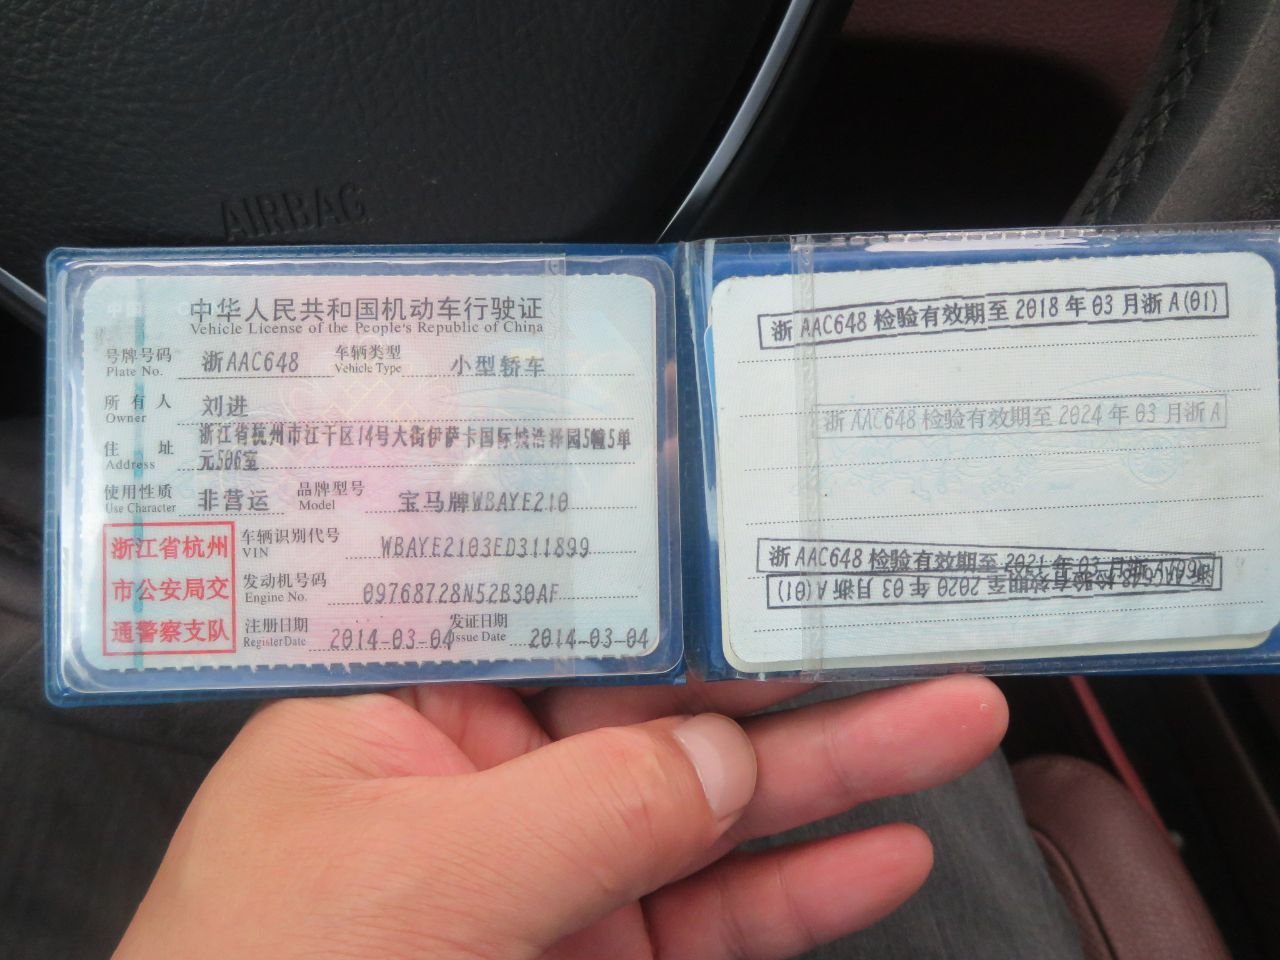 AIRBAG
中华人民共和国机动车行驶证
Vehicle License of the People's Republic of China
号牌号码 浙AAC648 车辆类型 小型轿车
Plate No. Vehicle Type
所有人 刘进
Owner
住址 浙江省杭州市江干区14号大街伊萨卡国际城浩泽园5幢5单
Address 元506室
使用性质 非营运 品牌型号 宝马牌WBAYE210
Use Character Model
浙江省杭州
市公安局交
通警察支队
车辆识别代号 WBAYE2103ED311899
VIN
发动机号码 09768728N52B30AF
Engine No.
注册日期 2014-03-04 发证日期 2014-03-04
Register Date Issue Date
浙AAC648检验有效期至2018年03月浙A(01)
浙AAC648检验有效期至2024年03月浙A
浙AAC648检验有效期至2021年03月
浙AAC648检验有效期至2020年03月浙A(01)